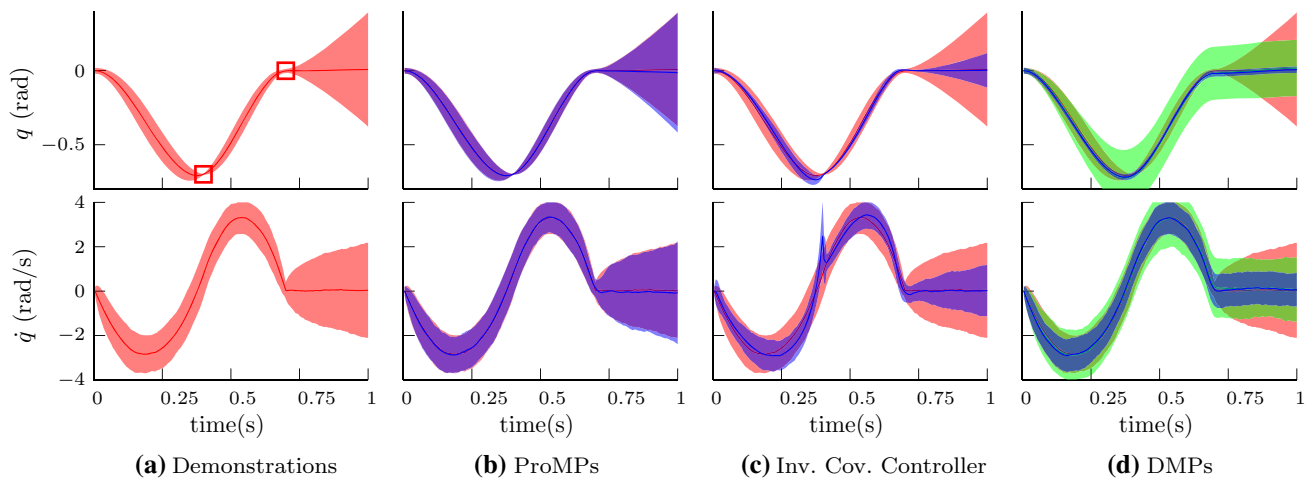 0
−0.5
q (rad)
4
2
0
−2
−4
q̇ (rad/s)
0 0.25 0.5 0.75 1
0 0.25 0.5 0.75 1
0 0.25 0.5 0.75 1
0 0.25 0.5 0.75 1
time(s) time(s) time(s) time(s)
(a) Demonstrations
(b) ProMPs
(c) Inv. Cov. Controller
(d) DMPs